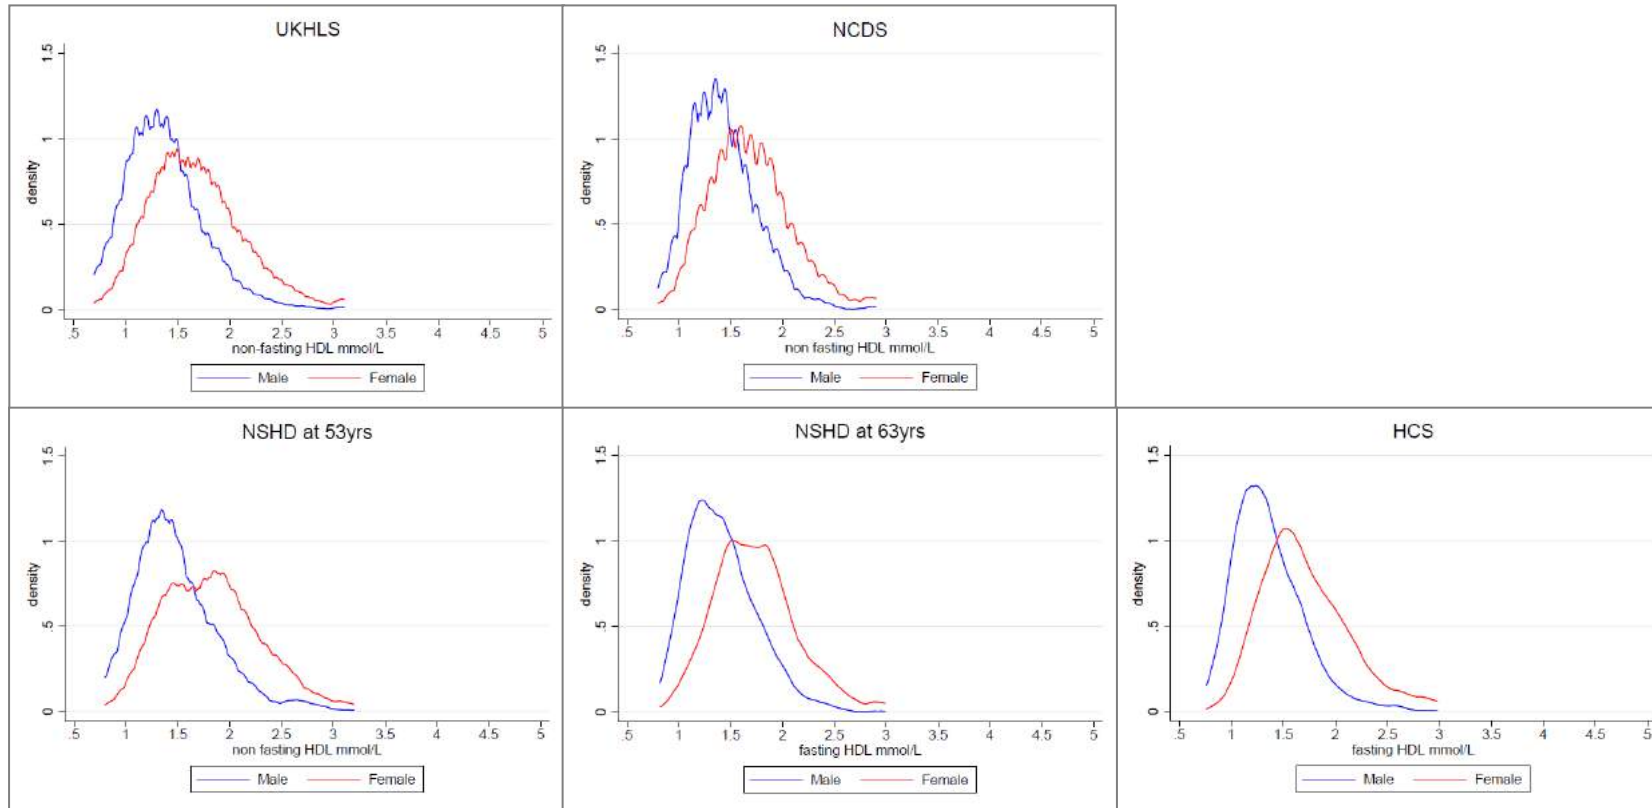 UKHLS
1.5
1
.5
0
density
.5 1 1.5 2 2.5 3 3.5 4 4.5 5
non-fasting HDL mmol/L
Male Female
NCDS
1.5
1
.5
0
density
.5 1 1.5 2 2.5 3 3.5 4 4.5 5
non fasting HDL mmol/L
Male Female
NSHD at 53yrs
1.5
1
.5
0
density
.5 1 1.5 2 2.5 3 3.5 4 4.5 5
non fasting HDL mmol/L
Male Female
NSHD at 63yrs
1.5
1
.5
0
density
.5 1 1.5 2 2.5 3 3.5 4 4.5 5
fasting HDL mmol/L
Male Female
HCS
1.5
1
.5
0
density
.5 1 1.5 2 2.5 3 3.5 4 4.5 5
fasting HDL mmol/L
Male Female